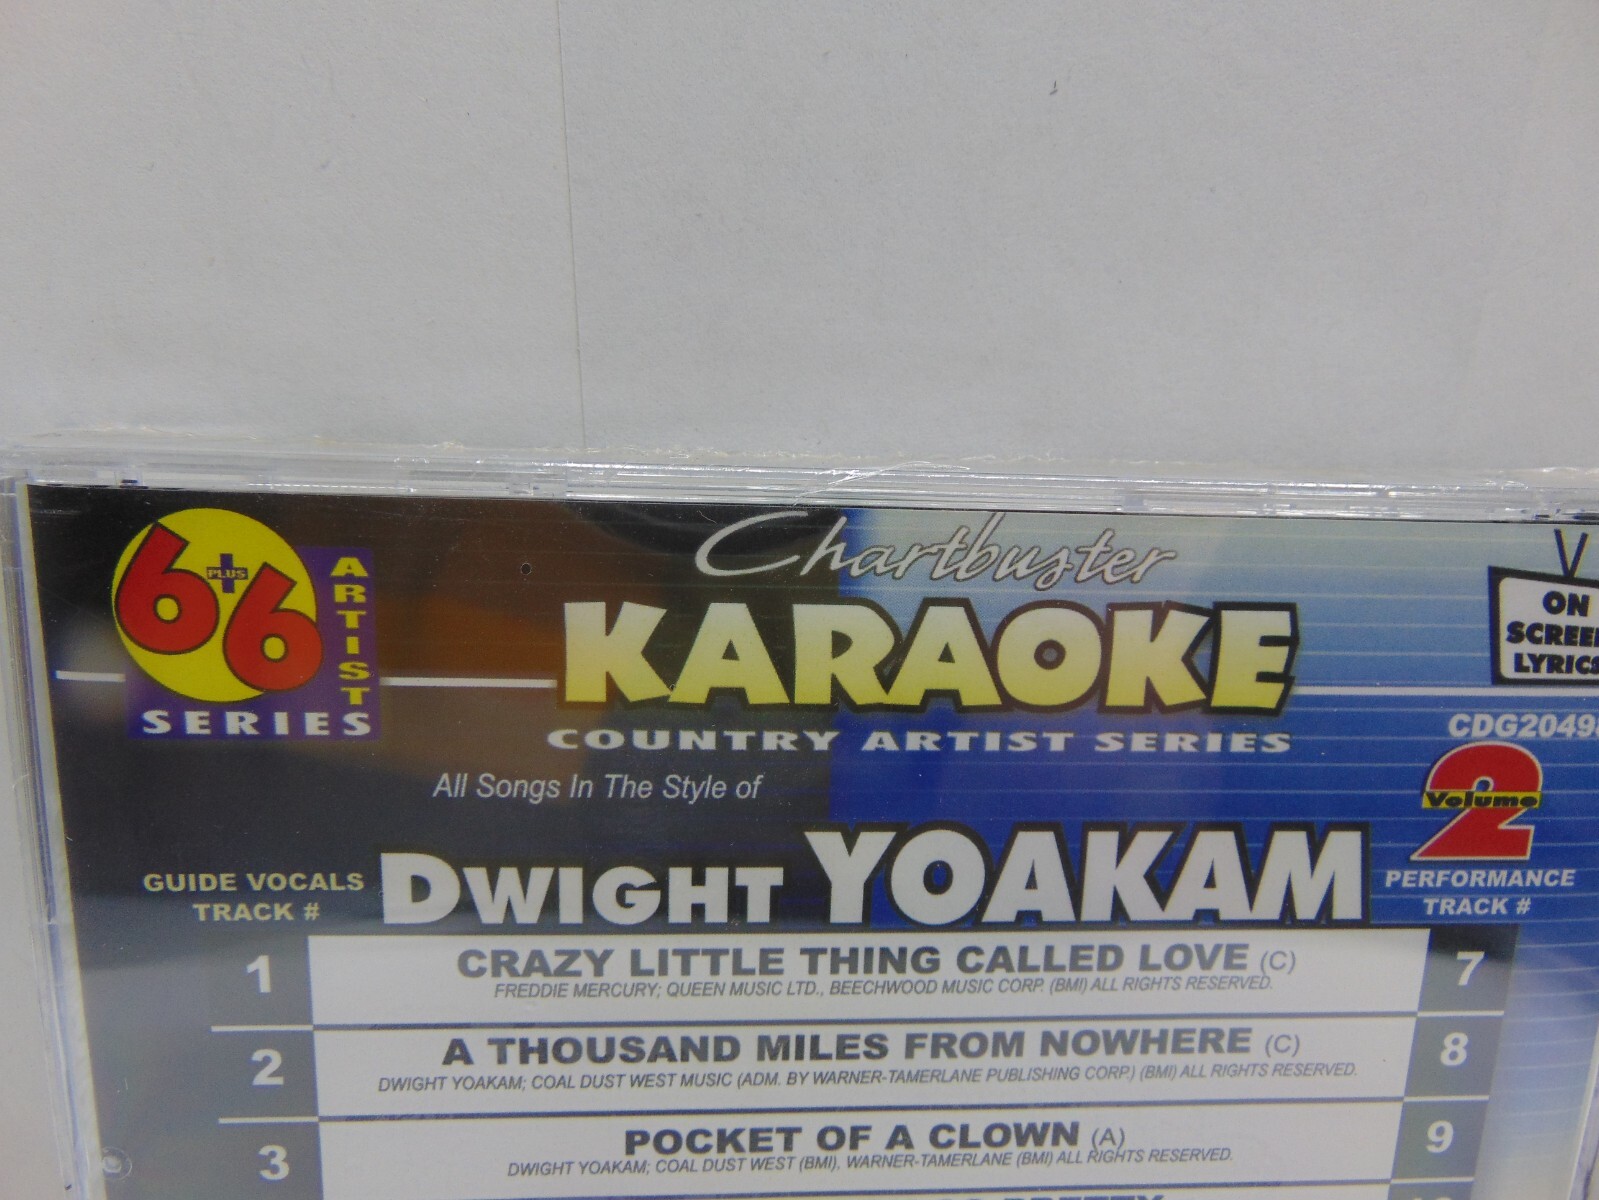 6 PLUS 6
ARTIST
SERIES
Chartbuster
KARAOKE
COUNTRY ARTIST SERIES
ON
LYRICS
All Songs In The Style of
DWIGHT YOAKAM
Volume 2
GUIDE VOCALS
TRACK #
PERFORMANCE
TRACK #
1 CRAZY LITTLE THING CALLED LOVE (C) 7
FREDDIE MERCURY; QUEEN MUSIC LTD., BEECHWOOD MUSIC CORP. (BMI) ALL RIGHTS RESERVED.
2 A THOUSAND MILES FROM NOWHERE (C) 8
DWIGHT YOAKAM; COAL DUST WEST MUSIC (ADM. BY WARNER-TAMERLANE PUBLISHING CORP.) (BMI) ALL RIGHTS RESERVED.
3 POCKET OF A CLOWN (A) 9
DWIGHT YOAKAM; COAL DUST WEST (BMI), WARNER-TAMERLANE (BMI) ALL RIGHTS RESERVED.